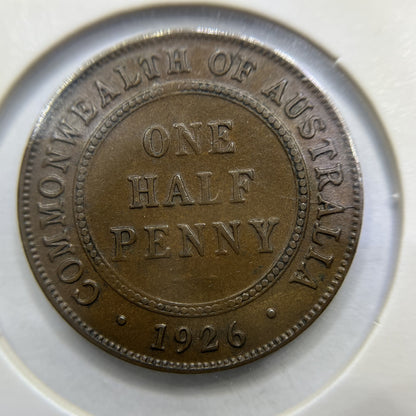 COMMONWEALTH OF AUSTRALIA
ONE
HALF
PENNY
· 1926 ·